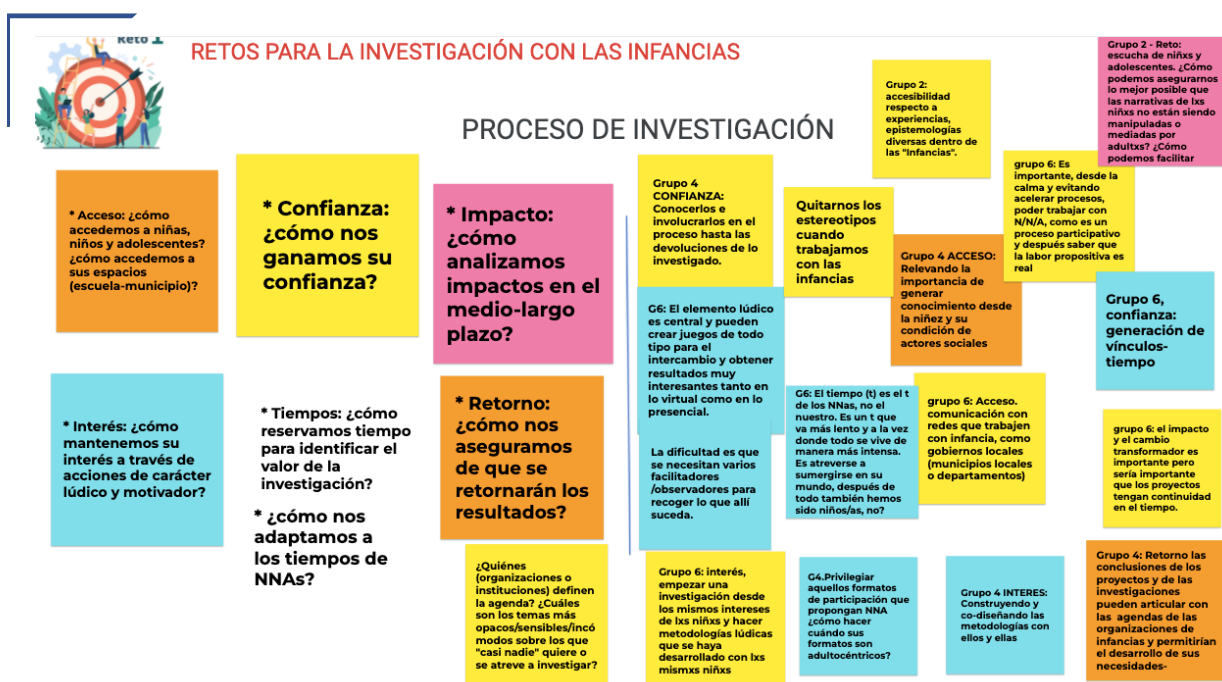 Reto 1
RETOS PARA LA INVESTIGACIÓN CON LAS INFANCIAS
PROCESO DE INVESTIGACIÓN
* Acceso: ¿cómo
accedemos a niñas,
niños y adolescentes?
¿cómo accedemos a
sus espacios
(escuela-municipio)?
* Confianza:
¿cómo nos
ganamos su
confianza?
* Impacto:
¿cómo
analizamos
impactos en el
medio-largo
plazo?
* Interés: ¿cómo
mantenemos su
interés a través de
acciones de carácter
lúdico y motivador?
* Tiempos: ¿cómo
reservamos tiempo
para identificar el
valor de la
investigación?
* ¿cómo nos
adaptamos a
los tiempos de
NNAs?
* Retorno:
¿cómo nos
aseguramos
de que se
retornarán los
resultados?
¿Quiénes
(organizaciones o
instituciones) definen
la agenda? ¿Cuáles
son los temas más
opacos/sensibles/incó
modos sobre los que
"casi nadie" quiere o
se atreve a investigar?
Grupo 4
CONFIANZA:
Conocerlos e
involucrarlos en el
proceso hasta las
devoluciones de lo
investigado.
G6: El elemento lúdico
es central y pueden
crear juegos de todo
tipo para el
intercambio y obtener
resultados muy
interesantes tanto en
lo virtual como en lo
presencial.
La dificultad es que
se necesitan varios
facilitadores
/observadores para
recoger lo que allí
suceda.
Grupo 6: interés,
empezar una
investigación desde
los mismos intereses
de lxs niñxs y hacer
metodologías lúdicas
que se haya
desarrollado con lxs
mismxs niñxs
Quitarnos los
estereotipos
cuando
trabajamos
con las
infancias
G6: El tiempo (t) es el t
de los NNas, no el
nuestro. Es un t que
va más lento y a la vez
donde todo se vive de
manera más intensa.
Es atreverse a
sumergirse en su
mundo, después de
todo también hemos
sido niños/as, no?
G4.Privilegiar
aquellos formatos
de participación que
propongan NNA
¿cómo hacer
cuándo sus
formatos son
adultocéntricos?
Grupo 2:
accesibilidad
respecto a
experiencias,
epistemologías
diversas dentro de
las "Infancias".
Grupo 4 ACCESO:
Relevando la
importancia de
generar
conocimiento desde
la niñez y su
condición de
actores sociales
grupo 6: Acceso.
comunicación con
redes que trabajen
con infancia, como
gobiernos locales
(municipios locales
o departamentos)
Grupo 4 INTERES:
Construyendo y
co-diseñando las
metodologías con
ellos y ellas
grupo 6: Es
importante, desde la
calma y evitando
acelerar procesos,
poder trabajar con
N/N/A, como es un
proceso participativo
y después saber que
la labor propositiva es
real
Grupo 2 - Reto:
escucha de niñxs y
adolescentes. ¿Cómo
podemos asegurarnos
lo mejor posible que
las narrativas de lxs
niñxs no están siendo
manipuladas o
mediadas por
adultxs? ¿Cómo
podemos facilitar
Grupo 6,
confianza:
generación de
vínculos-
tiempo
grupo 6: el impacto
y el cambio
transformador es
importante pero
sería importante
que los proyectos
tengan continuidad
en el tiempo.
Grupo 4: Retorno las
conclusiones de los
proyectos y de las
investigaciones
pueden articular con
las agendas de las
organizaciones de
infancias y permitirían
el desarrollo de sus
necesidades-